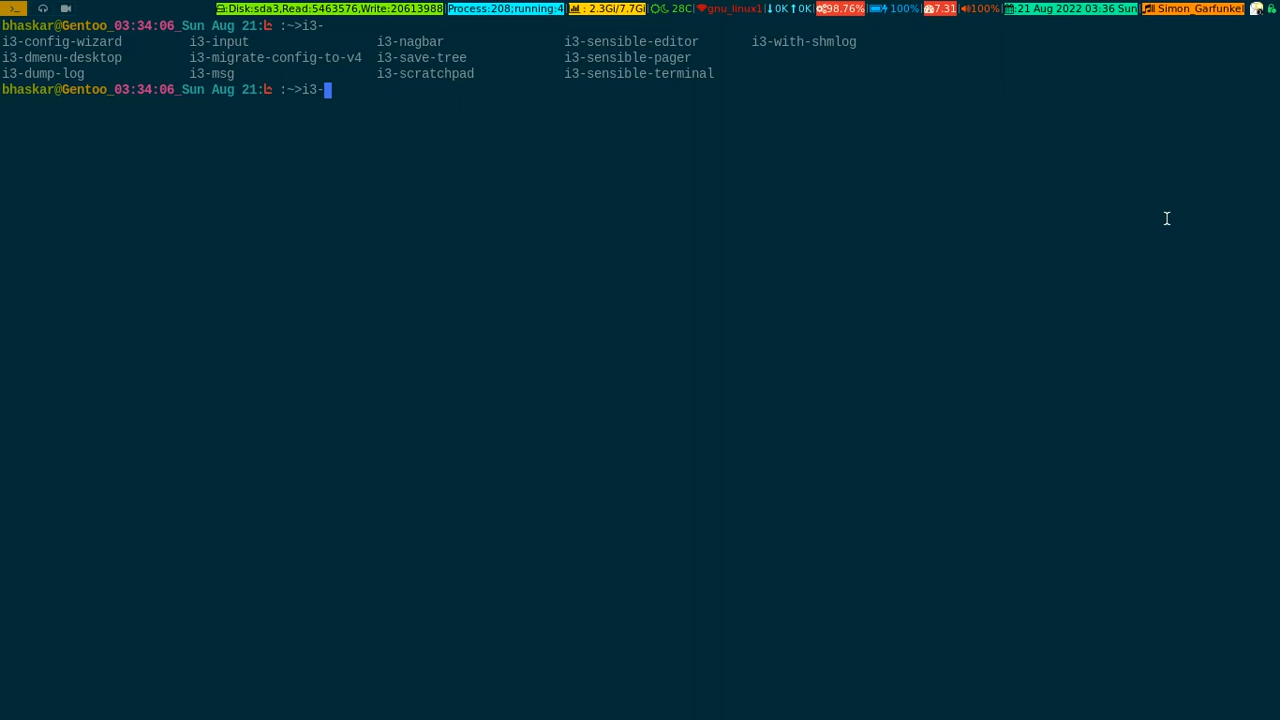 >_ Disk:sda3,Read:5463576,Write:20613988 Process:208;running:4 : 2.3Gi/7.7Gi 28C| gnu_linux1| 0K 0K| 98.76% 100%| 7.31 100%| :21 Aug 2022 03:36 Sun Simon_Garfunkel
bhaskar@Gentoo_03:34:06_Sun Aug 21: :~>i3-
i3-config-wizard i3-input i3-nagbar i3-sensible-editor i3-with-shmlog
i3-dmenu-desktop i3-migrate-config-to-v4 i3-save-tree i3-sensible-pager
i3-dump-log i3-msg i3-scratchpad i3-sensible-terminal
bhaskar@Gentoo_03:34:06_Sun Aug 21: :~>i3-